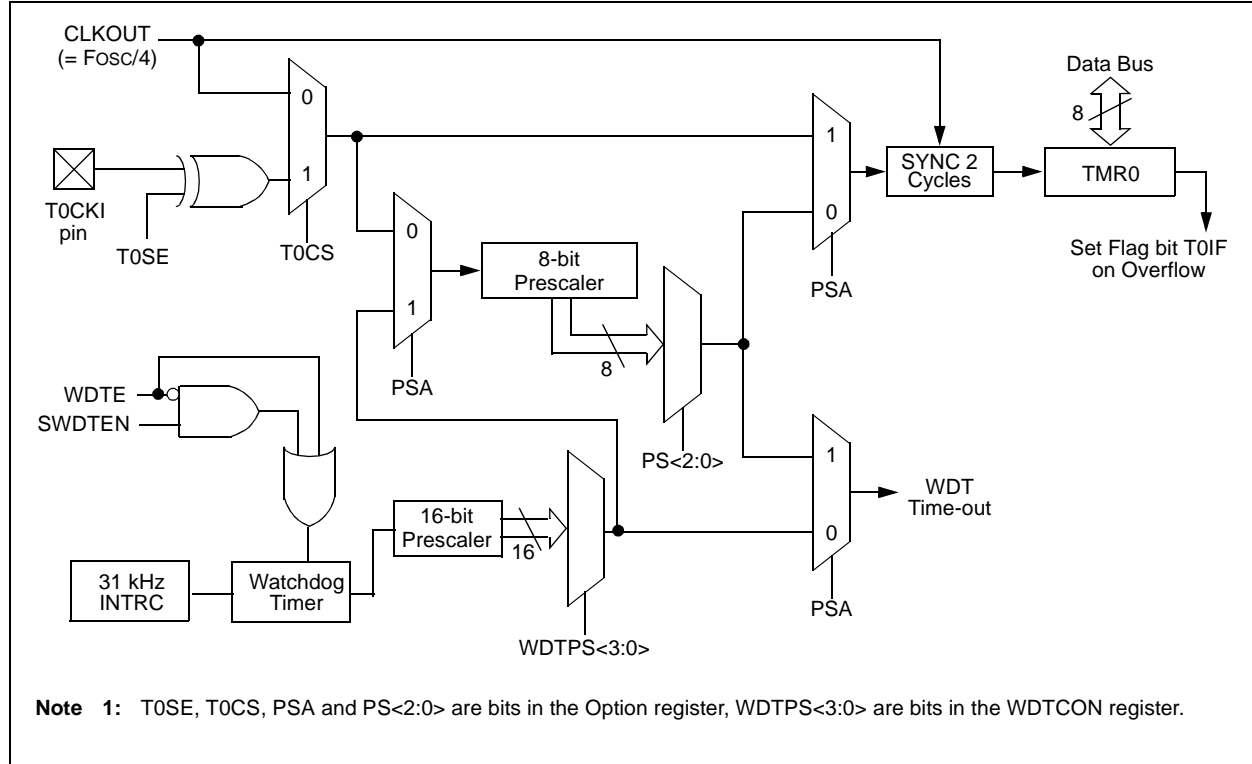 CLKOUT
(= FOSC/4)
0
1
T0CKI
pin
T0SE
T0CS
0
1
PSA
8-bit
Prescaler
8
PS<2:0>
1
0
PSA
SYNC 2
Cycles
Data Bus
8
TMR0
Set Flag bit T0IF
on Overflow
WDTE
SWDTEN
31 kHz
INTRC
Watchdog
Timer
16-bit
Prescaler
16
WDTPS<3:0>
1
0
PSA
WDT
Time-out
Note 1: T0SE, T0CS, PSA and PS<2:0> are bits in the Option register, WDTPS<3:0> are bits in the WDTCON register.